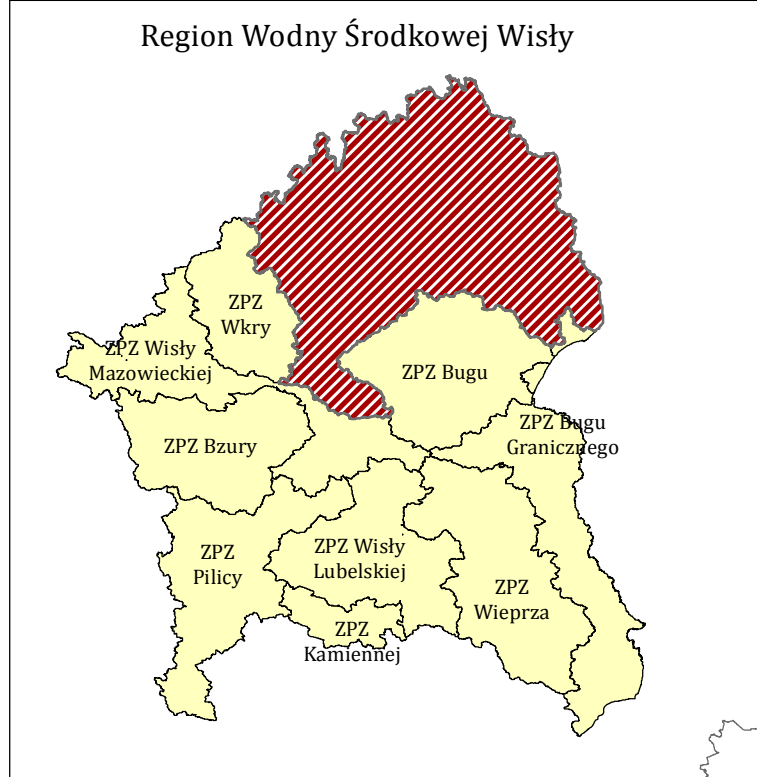 Region Wodny Środkowej Wisły
ZPZ
Wkry
ZPZ Wisły
Mazowieckiej
ZPZ Bugu
ZPZ Bugu
Granicznego
ZPZ Bzury
ZPZ
Pilicy
ZPZ Wisły
Lubelskiej
ZPZ
Wieprza
ZPZ
Kamiennej